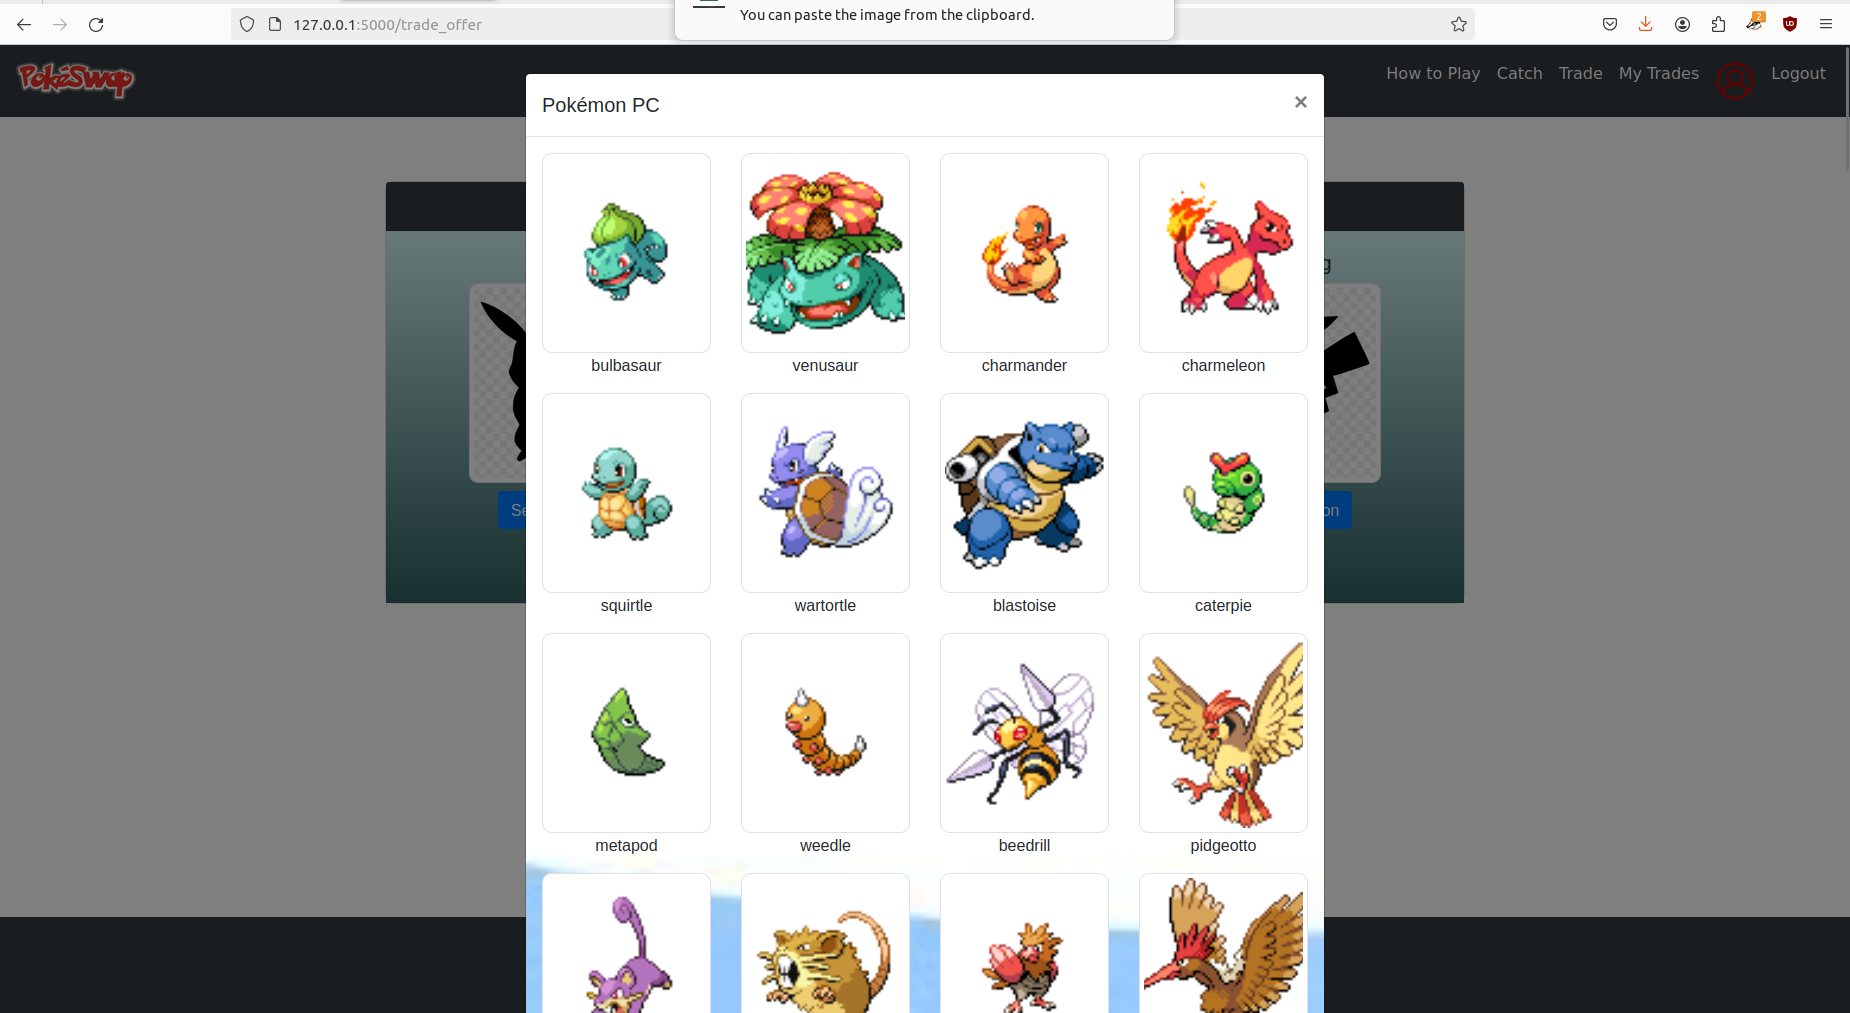 You can paste the image from the clipboard.
127.0.0.1:5000/trade_offer
2
PokéSwap
How to Play Catch Trade My Trades Logout
Pokémon PC ×
g
bulbasaur venusaur charmander charmeleon
Se
on
squirtle wartortle blastoise caterpie
metapod weedle beedrill pidgeotto